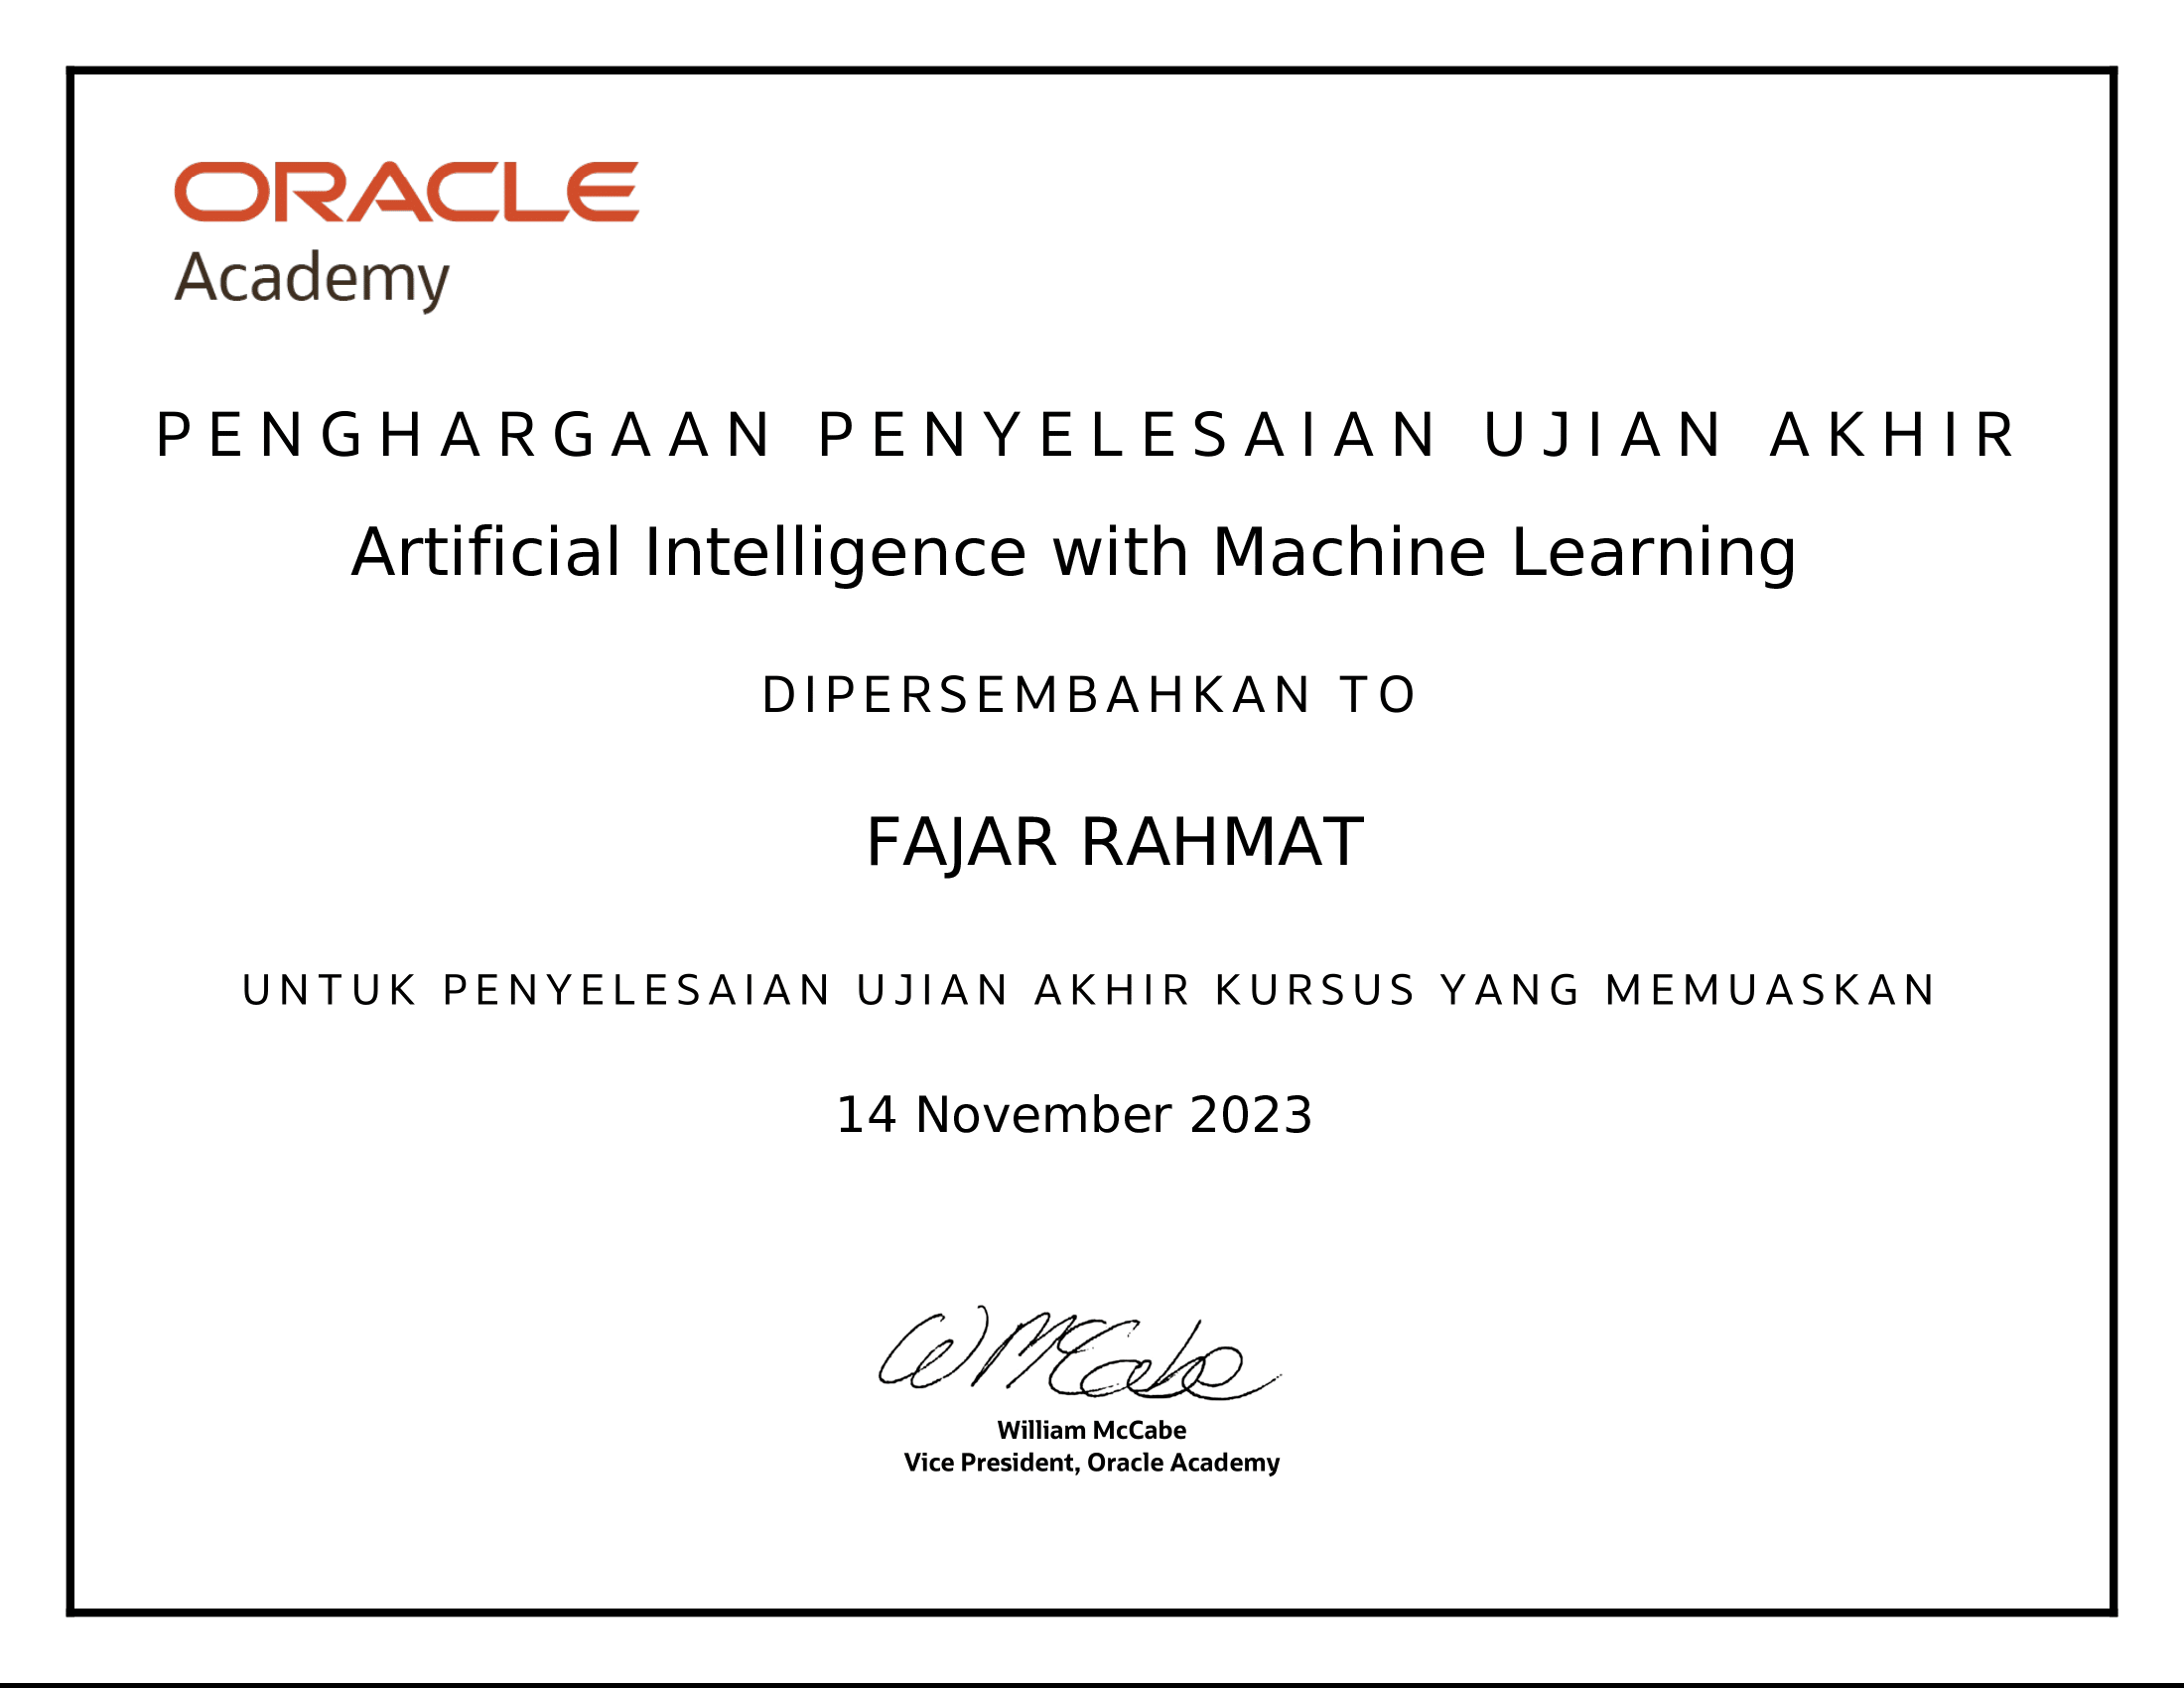 ORACLE
Academy
PENGHARGAAN PENYELESAIAN UJIAN AKHIR
Artificial Intelligence with Machine Learning
DIPERSEMBAHKAN TO
FAJAR RAHMAT
UNTUK PENYELESAIAN UJIAN AKHIR KURSUS YANG MEMUASKAN
14 November 2023
W McCabe
William McCabe
Vice President, Oracle Academy